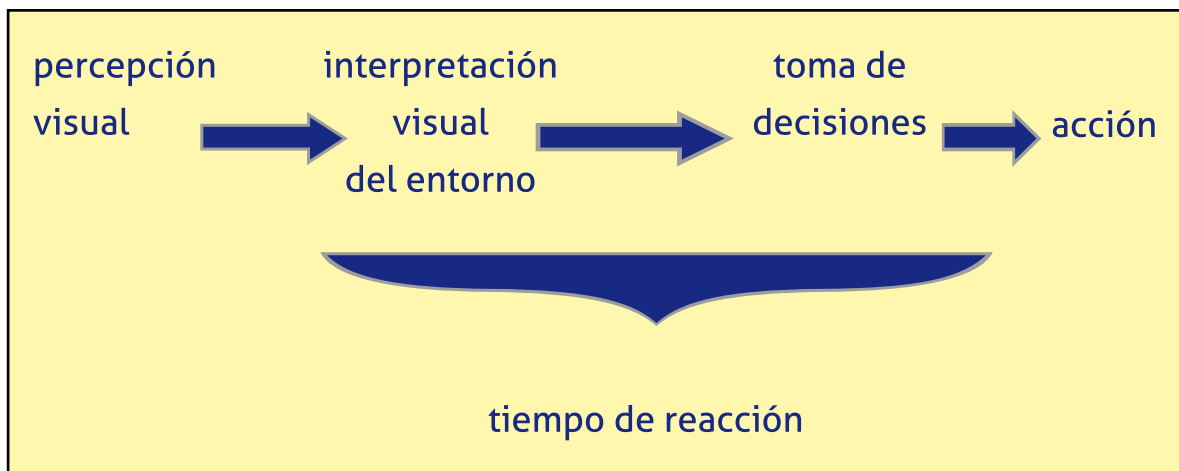 percepción
visual
interpretación
visual
del entorno
toma de
decisiones
acción
tiempo de reacción